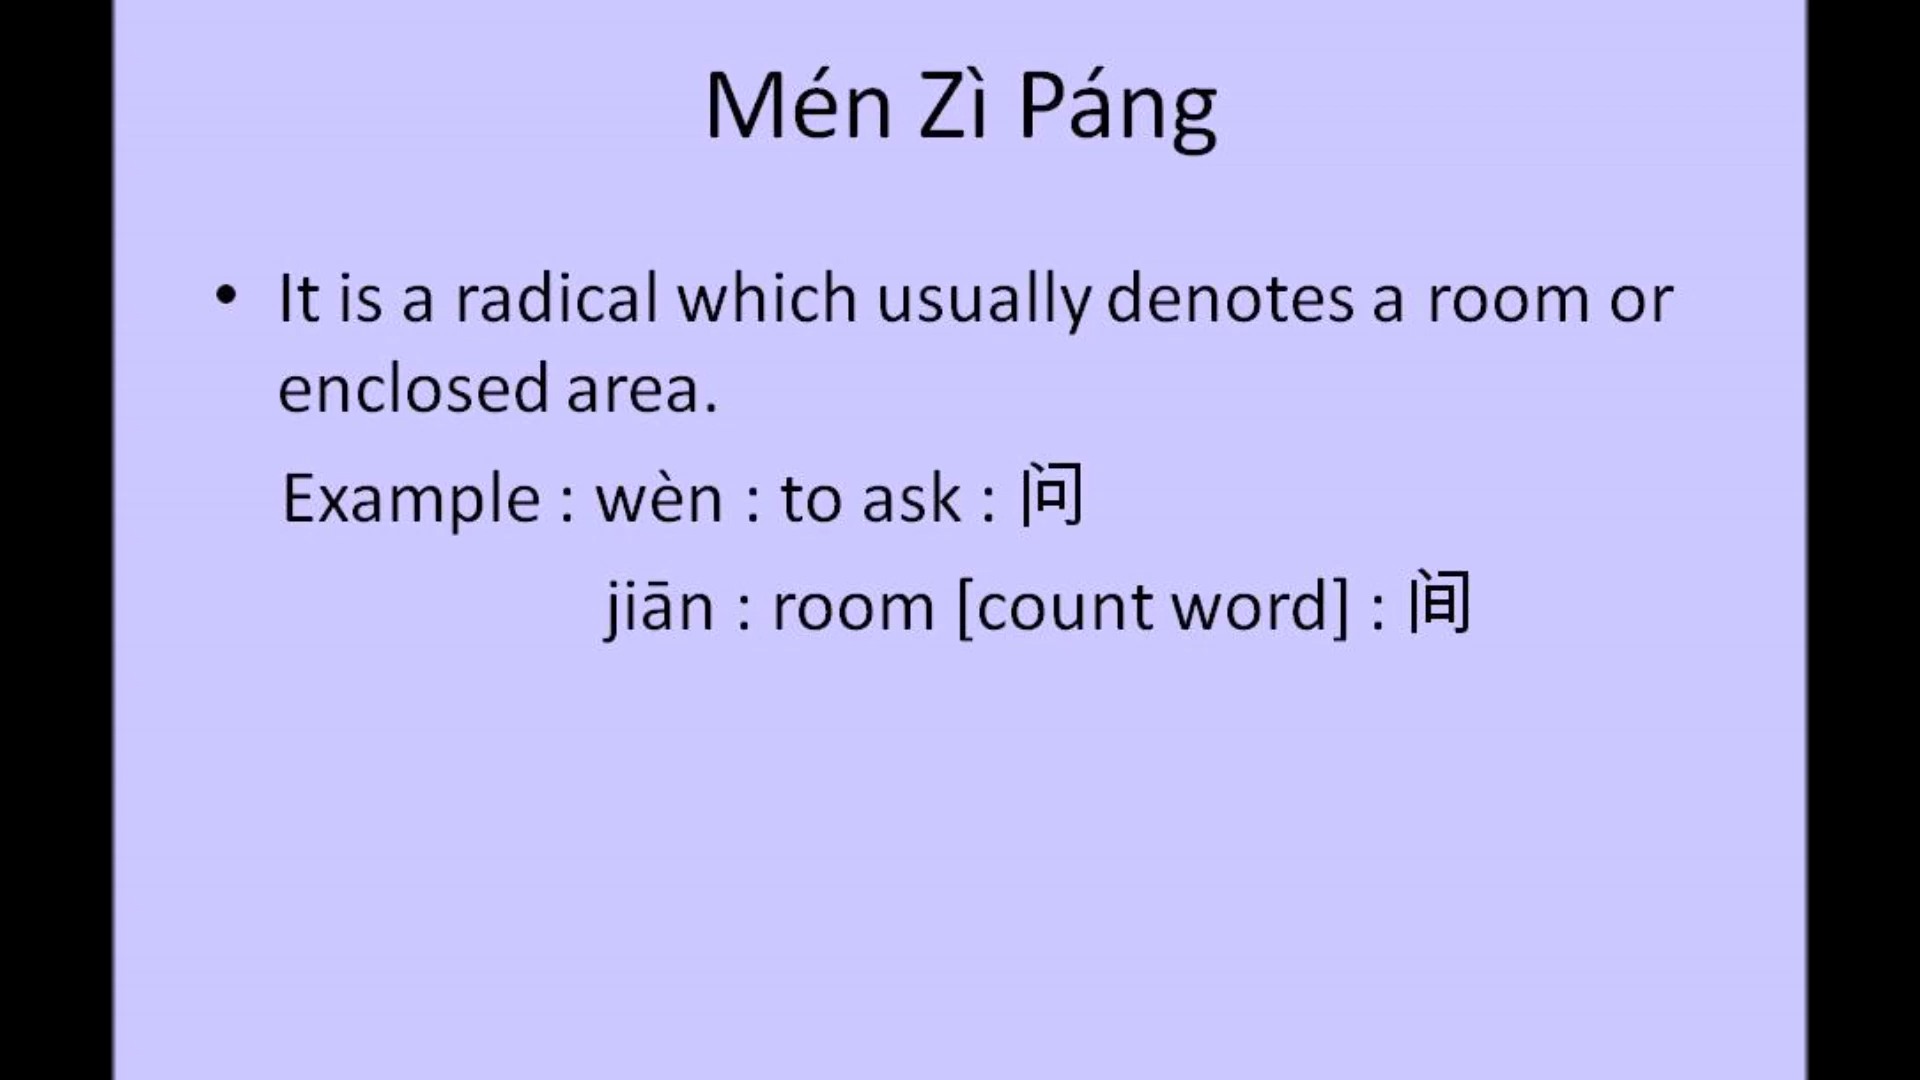 Mén Zì Páng
• It is a radical which usually denotes a room or
enclosed area.
Example : wèn : to ask : 问
jiān : room [count word] : 间